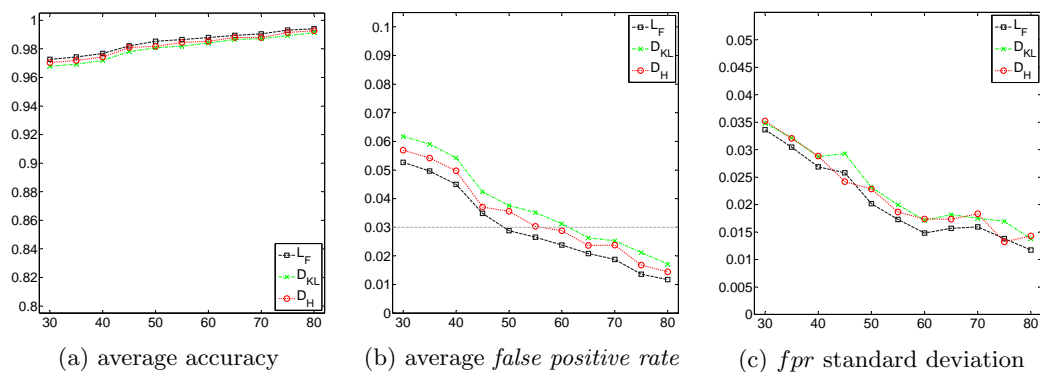 1
0.98
0.96
0.94
0.92
0.9
0.88
0.86
0.84
0.82
0.8
30 40 50 60 70 80
L_F
D_KL
D_H
(a) average accuracy
0.1
0.09
0.08
0.07
0.06
0.05
0.04
0.03
0.02
0.01
0
30 40 50 60 70 80
L_F
D_KL
D_H
(b) average false positive rate
0.05
0.045
0.04
0.035
0.03
0.025
0.02
0.015
0.01
0.005
0
30 40 50 60 70 80
L_F
D_KL
D_H
(c) fpr standard deviation